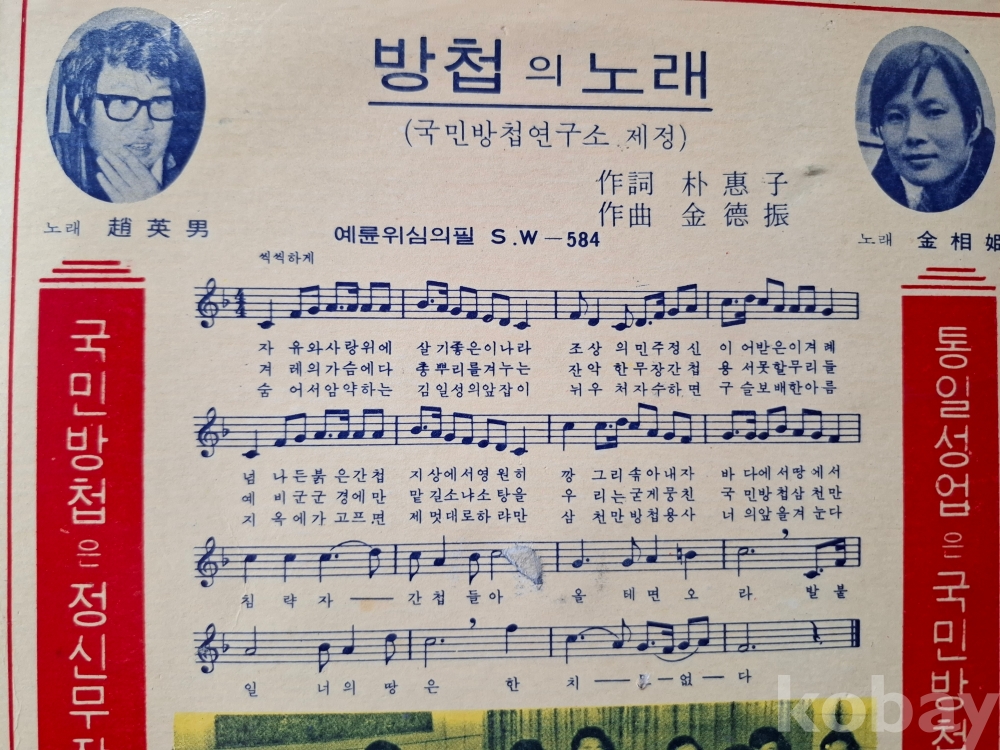 방첩의 노래
(국민방첩연구소 제정)
作詞 朴惠子
作曲 金德振
노래 趙英男
노래 金相姬
예륜위심의필 S.W-584
씩씩하게
자 유와사랑위에 살기좋은이나라 조상 의민주정신 이어받은이겨레
겨 레의가슴에다 총뿌리를겨누는 잔악 한무장간첩 용서못할무리들
숨 어서암약하는 김일성의앞잡이 뉘우 처자수하면 구슬보배한아름
넘 나든붉은간첩 지상에서영원히 깡 그리솎아내자 바다에서땅에서
예 비군군경에만 맡길소냐소탕을 우 리는굳게뭉친 국민방첩삼천만
지 옥에가고프면 제멋대로하라만 삼 천만방첩용사 너의앞을겨눈다
침 략자――간첩들아 올테면오라 발붙
일 너의땅은 한치――도없―다
국민방첩은 정신무장
통일성업은 국민방첩
kobay